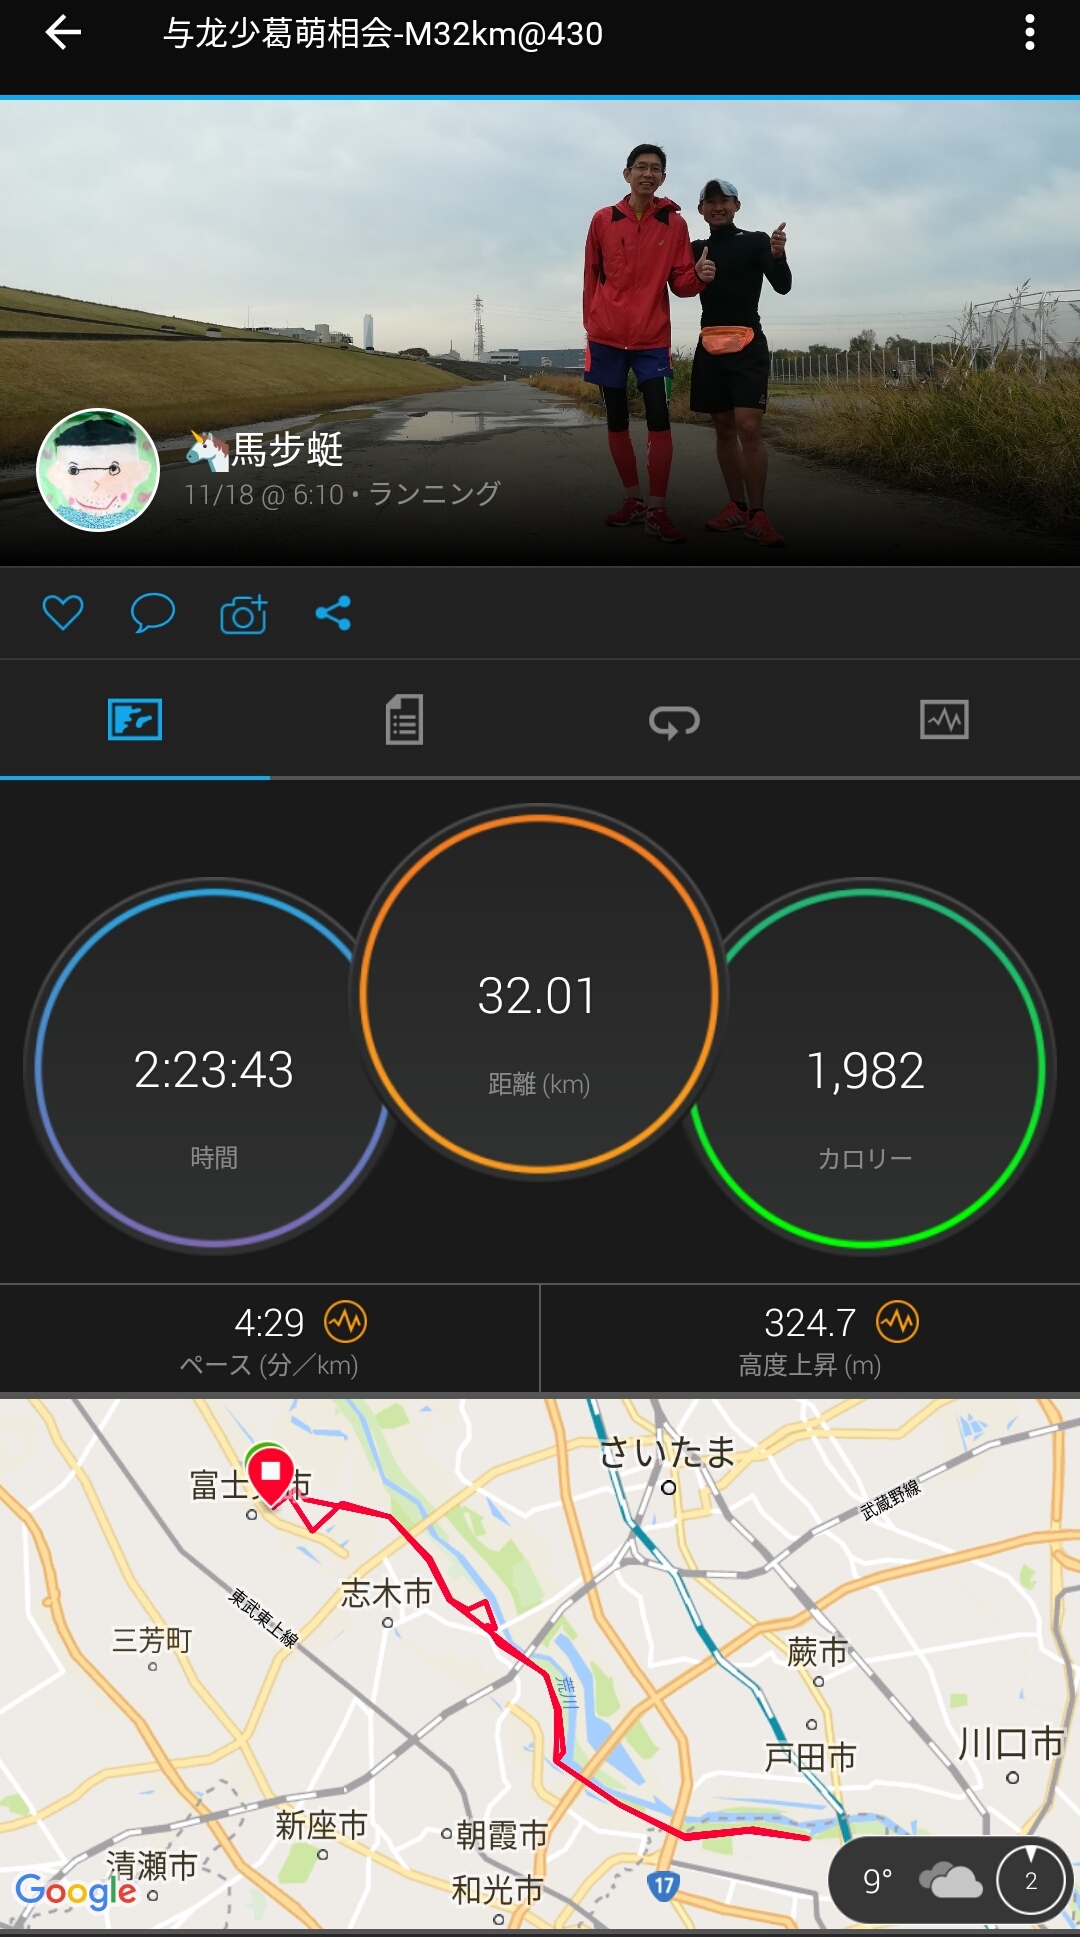 与龙少葛萌相会-M32km@430
🦄馬步蜓
11/18 @ 6:10 • ランニング
32.01
距離 (km)
2:23:43
時間
1,982
カロリー
4:29
ペース (分／km)
324.7
高度上昇 (m)
さいたま
武蔵野線
志木市
東武東上線
三芳町
蕨市
荒川
戸田市
川口市
新座市
朝霞市
清瀬市
和光市
17
Google
9°
2